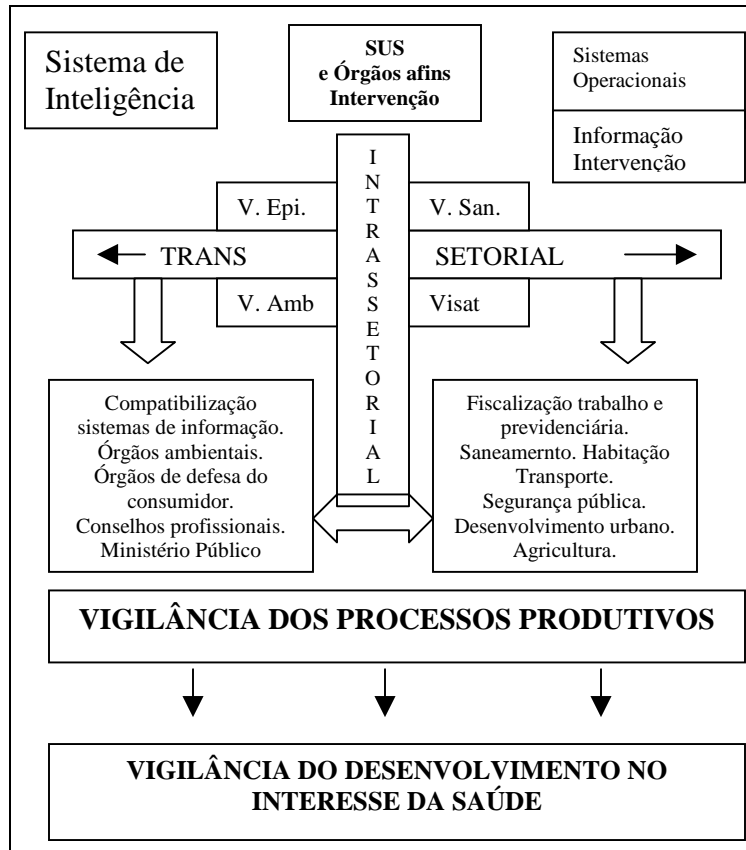 Sistema de
Inteligência
SUS
e Órgãos afins
Intervenção
Sistemas
Operacionais
Informação
Intervenção
INTRASSETORIAL
V. Epi.
V. San.
TRANS
SETORIAL
V. Amb
Visat
Compatibilização
sistemas de informação.
Órgãos ambientais.
Órgãos de defesa do
consumidor.
Conselhos profissionais.
Ministério Público
Fiscalização trabalho e
previdenciária.
Saneamernto. Habitação
Transporte.
Segurança pública.
Desenvolvimento urbano.
Agricultura.
VIGILÂNCIA DOS PROCESSOS PRODUTIVOS
VIGILÂNCIA DO DESENVOLVIMENTO NO
INTERESSE DA SAÚDE